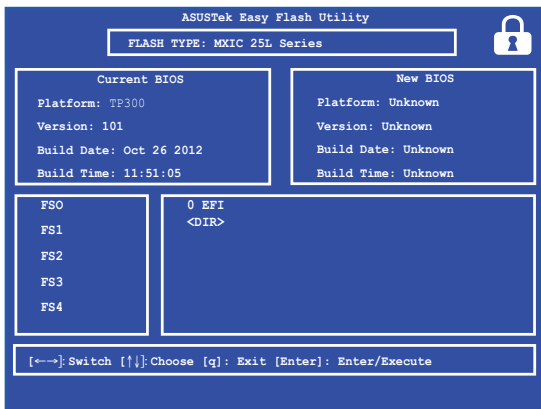 ASUSTek Easy Flash Utility
FLASH TYPE: MXIC 25L Series
Current BIOS
Platform: TP300
Version: 101
Build Date: Oct 26 2012
Build Time: 11:51:05
New BIOS
Platform: Unknown
Version: Unknown
Build Date: Unknown
Build Time: Unknown
FSO
FS1
FS2
FS3
FS4
0 EFI
<DIR>
[←→]: Switch [↑↓]: Choose [q]: Exit [Enter]: Enter/Execute